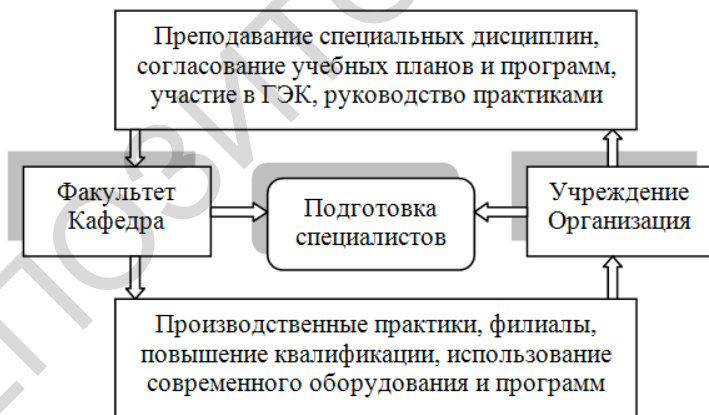 Преподавание специальных дисциплин,
согласование учебных планов и программ,
участие в ГЭК, руководство практиками
Факультет
Кафедра
Подготовка
специалистов
Учреждение
Организация
Производственные практики, филиалы,
повышение квалификации, использование
современного оборудования и программ